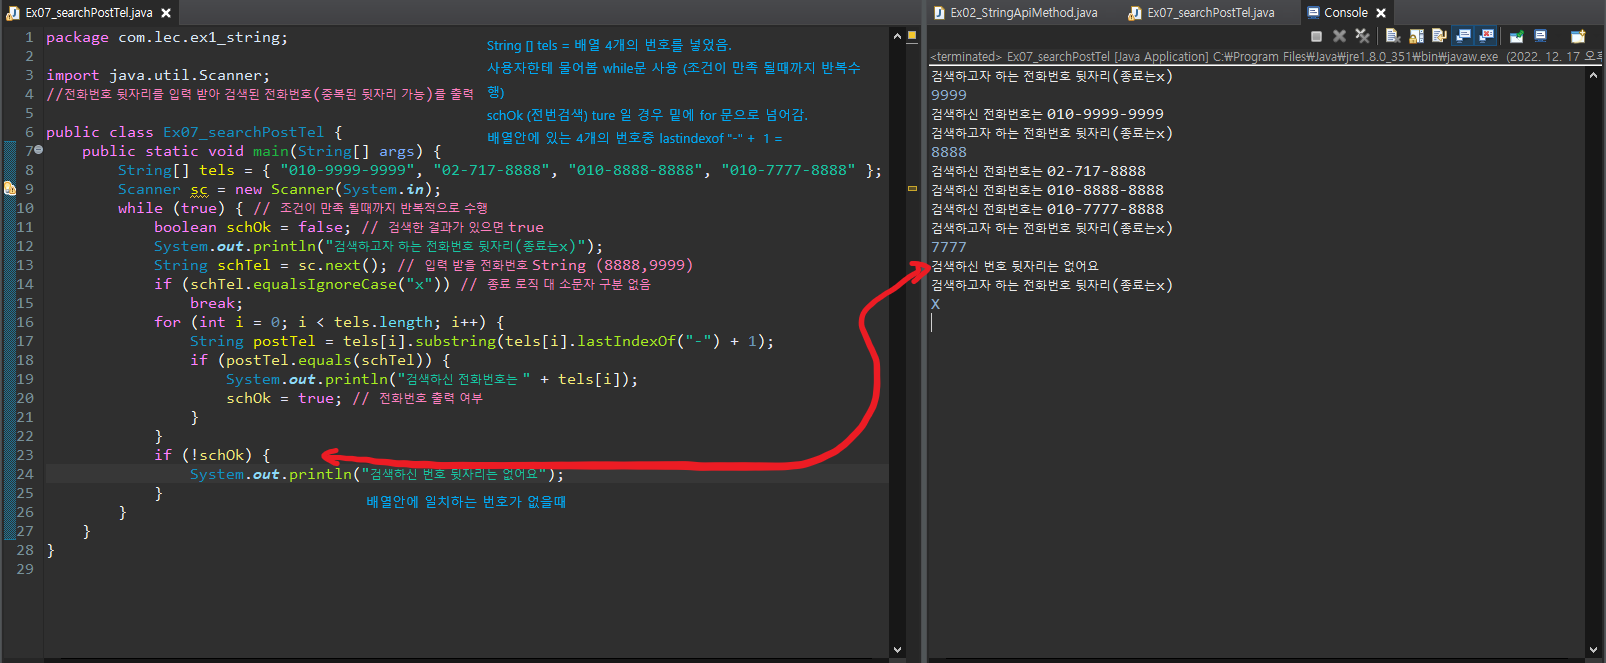 Ex07_searchPostTel.java
1 package com.lec.ex1_string;
2
3 import java.util.Scanner;
4 //전화번호 뒷자리를 입력 받아 검색된 전화번호(중복된 뒷자리 가능)를 출력
5
6 public class Ex07_searchPostTel {
7 public static void main(String[] args) {
8 String[] tels = { "010-9999-9999", "02-717-8888", "010-8888-8888", "010-7777-8888" };
9 Scanner sc = new Scanner(System.in);
10 while (true) { // 조건이 만족 될때까지 반복적으로 수행
11 boolean schOk = false; // 검색한 결과가 있으면 true
12 System.out.println("검색하고자 하는 전화번호 뒷자리(종료는x)");
13 String schTel = sc.next(); // 입력 받을 전화번호 String (8888,9999)
14 if (schTel.equalsIgnoreCase("x")) // 종료 로직 대 소문자 구분 없음
15 break;
16 for (int i = 0; i < tels.length; i++) {
17 String postTel = tels[i].substring(tels[i].lastIndexOf("-") + 1);
18 if (postTel.equals(schTel)) {
19 System.out.println("검색하신 전화번호는 " + tels[i]);
20 schOk = true; // 전화번호 출력 여부
21 }
22 }
23 if (!schOk) {
24 System.out.println("검색하신 번호 뒷자리는 없어요");
25 }
26 }
27 }
28 }
29
String [] tels = 배열 4개의 번호를 넣었음.
사용자한테 물어봄 while문 사용 (조건이 만족 될때까지 반복수
행)
schOk (전번검색) ture 일 경우 밑에 for 문으로 넘어감.
배열안에 있는 4개의 번호중 lastindexof "-" + 1 =
배열안에 일치하는 번호가 없을때
Ex02_StringApiMethod.java
Ex07_searchPostTel.java
Console
<terminated> Ex07_searchPostTel [Java Application] C:￦Program Files￦Java￦jre1.8.0_351￦bin￦javaw.exe (2022. 12. 17 오
검색하고자 하는 전화번호 뒷자리(종료는x)
9999
검색하신 전화번호는 010-9999-9999
검색하고자 하는 전화번호 뒷자리(종료는x)
8888
검색하신 전화번호는 02-717-8888
검색하신 전화번호는 010-8888-8888
검색하신 전화번호는 010-7777-8888
검색하고자 하는 전화번호 뒷자리(종료는x)
7777
검색하신 번호 뒷자리는 없어요
검색하고자 하는 전화번호 뒷자리(종료는x)
X